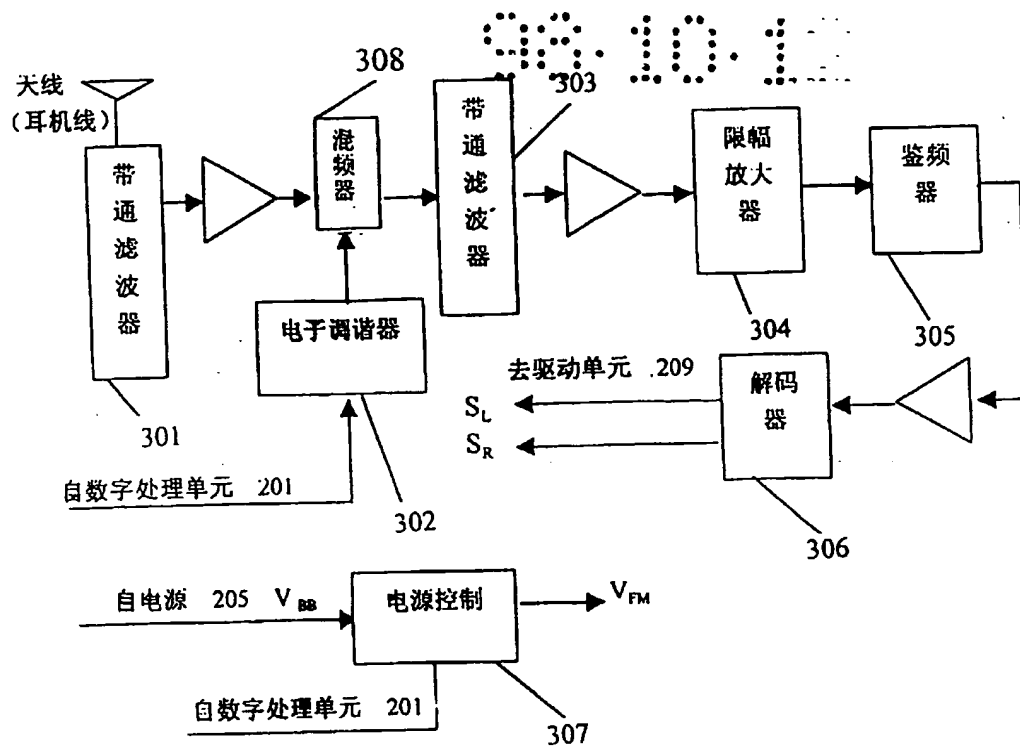 98·10·12
天线
308
303
(耳机线)
带通滤波器
混频器
带通滤波器
限幅放大器
鉴频器
电子调谐器
304
305
去驱动单元 .209
解码器
301
S_L
S_R
自数字处理单元 201
302
306
自电源 205 V_BB
电源控制
V_FM
自数字处理单元 201
307